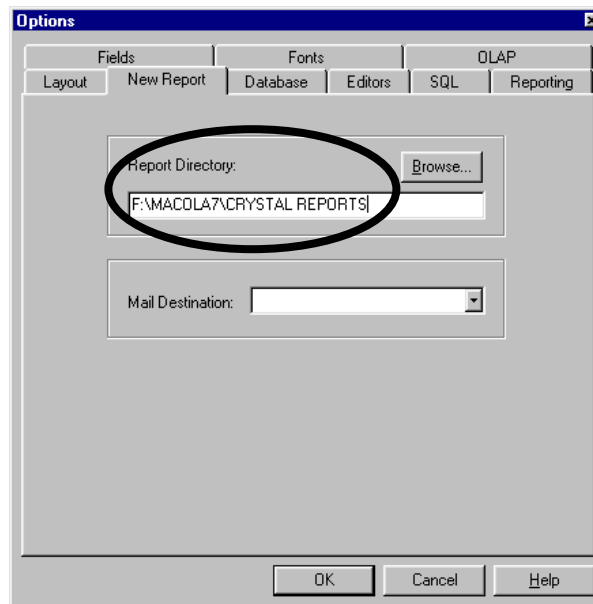 Options
Fields Fonts OLAP
Layout New Report Database Editors SQL Reporting
Report Directory: Browse...
F:\MACOLA7\CRYSTAL REPORTS
Mail Destination:
OK Cancel Help